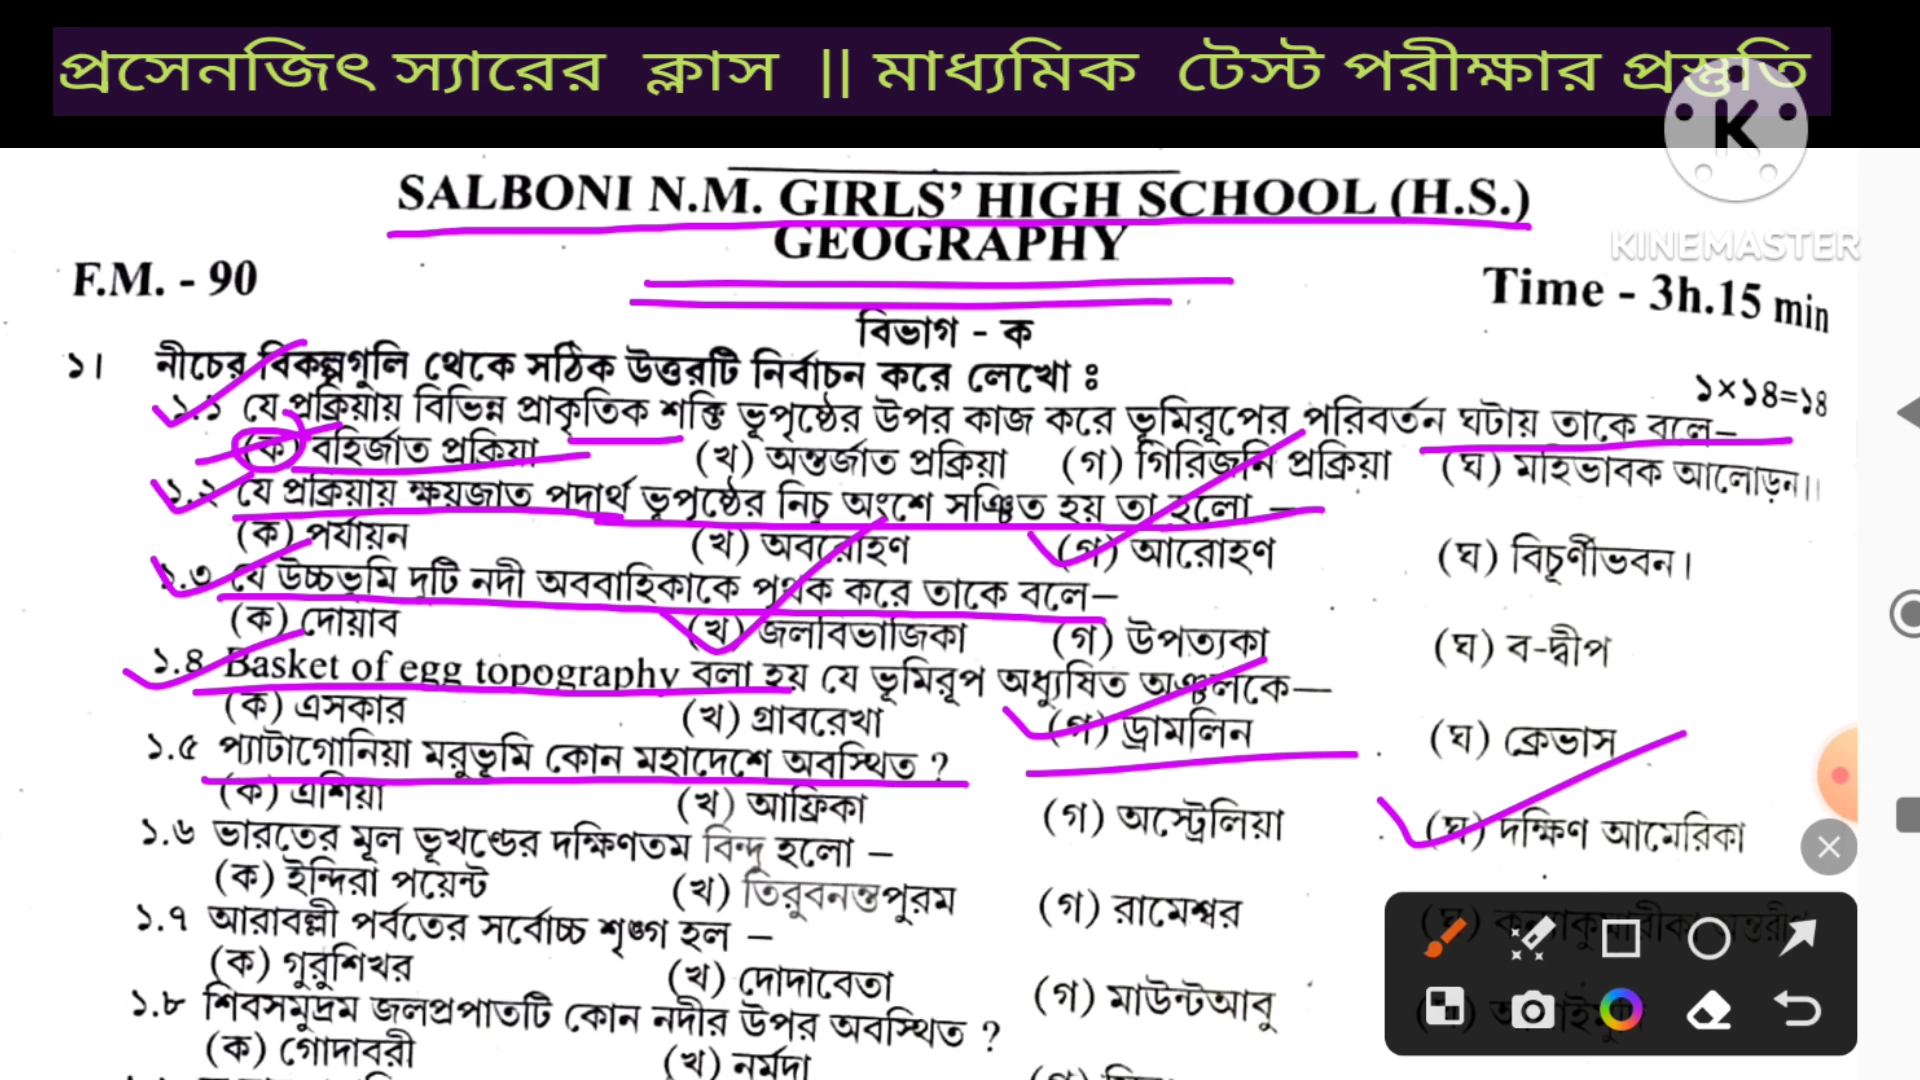 প্রসেনজিৎ স্যারের ক্লাস || মাধ্যমিক টেস্ট পরীক্ষার প্রস্তুতি
K
KINEMASTER
SALBONI N.M. GIRLS' HIGH SCHOOL (H.S.)
GEOGRAPHY
F.M. - 90
Time - 3h.15 min
বিভাগ - ক
১। নীচের বিকল্পগুলি থেকে সঠিক উত্তরটি নির্বাচন করে লেখো ঃ
১×১৪=১৪
১.১ যে প্রক্রিয়ায় বিভিন্ন প্রাকৃতিক শক্তি ভূপৃষ্ঠের উপর কাজ করে ভূমিরূপের পরিবর্তন ঘটায় তাকে বলে–
(ক) বহির্জাত প্রক্রিয়া (খ) অন্তর্জাত প্রক্রিয়া (গ) গিরিজনি প্রক্রিয়া (ঘ) মহিভাবক আলোড়ন।।
১.২ যে প্রক্রিয়ায় ক্ষয়জাত পদার্থ ভূপৃষ্ঠের নিচু অংশে সঞ্চিত হয় তা হলো –
(ক) পর্যায়ন (খ) অবরোহণ (গ) আরোহণ (ঘ) বিচূর্ণীভবন।
১.৩ যে উচ্চভূমি দুটি নদী অববাহিকাকে পৃথক করে তাকে বলে–
(ক) দোয়াব (খ) জলবিভাজিকা (গ) উপত্যকা (ঘ) ব-দ্বীপ
১.৪ Basket of egg topography বলা হয় যে ভূমিরূপ অধ্যুষিত অঞ্চলকে—
(ক) এসকার (খ) গ্রাবরেখা (গ) ড্রামলিন (ঘ) ক্রেভাস
১.৫ প্যাটাগোনিয়া মরুভূমি কোন মহাদেশে অবস্থিত ?
(ক) এশিয়া (খ) আফ্রিকা (গ) অস্ট্রেলিয়া (ঘ) দক্ষিণ আমেরিকা
১.৬ ভারতের মূল ভূখণ্ডের দক্ষিণতম বিন্দু হলো –
(ক) ইন্দিরা পয়েন্ট (খ) তিরুবনন্তপুরম (গ) রামেশ্বর
১.৭ আরাবল্লী পর্বতের সর্বোচ্চ শৃঙ্গ হল –
(ক) গুরুশিখর (খ) দোদাবেতা (গ) মাউন্টআবু
১.৮ শিবসমুদ্রম জলপ্রপাতটি কোন নদীর উপর অবস্থিত ?
(ক) গোদাবরী (খ) নর্মদা